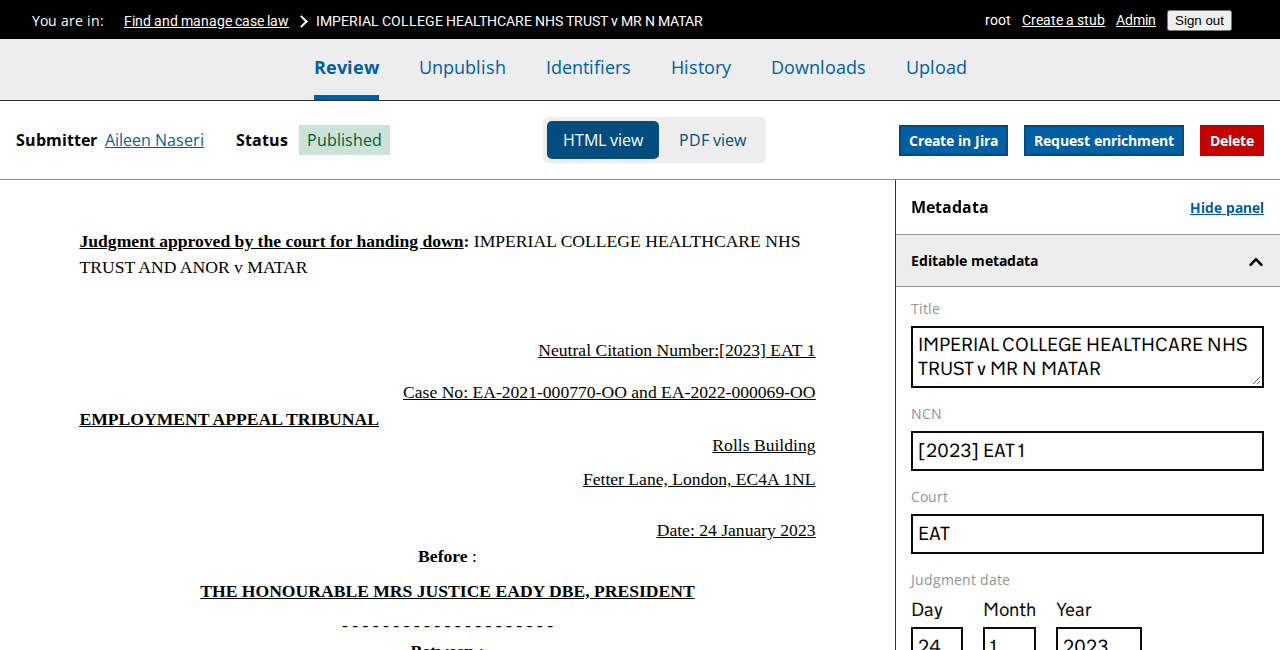 You are in: Find and manage case law IMPERIAL COLLEGE HEALTHCARE NHS TRUST v MR N MATAR root Create a stub Admin Sign out
Review Unpublish Identifiers History Downloads Upload
Submitter Aileen Naseri Status Published HTML view PDF view Create in Jira Request enrichment Delete
Judgment approved by the court for handing down: IMPERIAL COLLEGE HEALTHCARE NHS
TRUST AND ANOR v MATAR
Neutral Citation Number:[2023] EAT 1
Case No: EA-2021-000770-OO and EA-2022-000069-OO
EMPLOYMENT APPEAL TRIBUNAL
Rolls Building
Fetter Lane, London, EC4A 1NL
Date: 24 January 2023
Before :
THE HONOURABLE MRS JUSTICE EADY DBE, PRESIDENT
- - - - - - - - - - - - - - - - - - - - -
Between :
Metadata Hide panel
Editable metadata
Title
IMPERIAL COLLEGE HEALTHCARE NHS
TRUST v MR N MATAR
NCN
[2023] EAT 1
Court
EAT
Judgment date
Day Month Year
24 1 2023